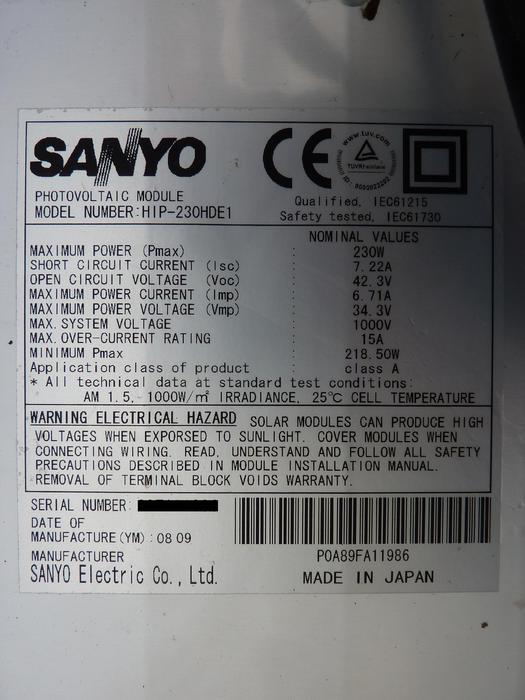 SANYO
CE
www.tuv.com
TÜVRheinland
PHOTOVOLTAIC MODULE
MODEL NUMBER:HIP-230HDE1
Qualified, IEC61215
Safety tested, IEC61730
NOMINAL VALUES
MAXIMUM POWER (Pmax) : 230W
SHORT CIRCUIT CURRENT (Isc) : 7.22A
OPEN CIRCUIT VOLTAGE (Voc) : 42.3V
MAXIMUM POWER CURRENT (Imp) : 6.71A
MAXIMUM POWER VOLTAGE (Vmp) : 34.3V
MAX. SYSTEM VOLTAGE : 1000V
MAX. OVER-CURRENT RATING : 15A
MINIMUM Pmax : 218.50W
Application class of product : class A
* All technical data at standard test conditions:
AM 1.5, 1000W/㎡ IRRADIANCE, 25℃ CELL TEMPERATURE
WARNING ELECTRICAL HAZARD SOLAR MODULES CAN PRODUCE HIGH
VOLTAGES WHEN EXPORSED TO SUNLIGHT. COVER MODULES WHEN
CONNECTING WIRING. READ, UNDERSTAND AND FOLLOW ALL SAFETY
PRECAUTIONS DESCRIBED IN MODULE INSTALLATION MANUAL.
REMOVAL OF TERMINAL BLOCK VOIDS WARRANTY.
SERIAL NUMBER:
DATE OF
MANUFACTURE(YM):08 09
MANUFACTURER
SANYO Electric Co., Ltd.
P0A89FA11986
MADE IN JAPAN